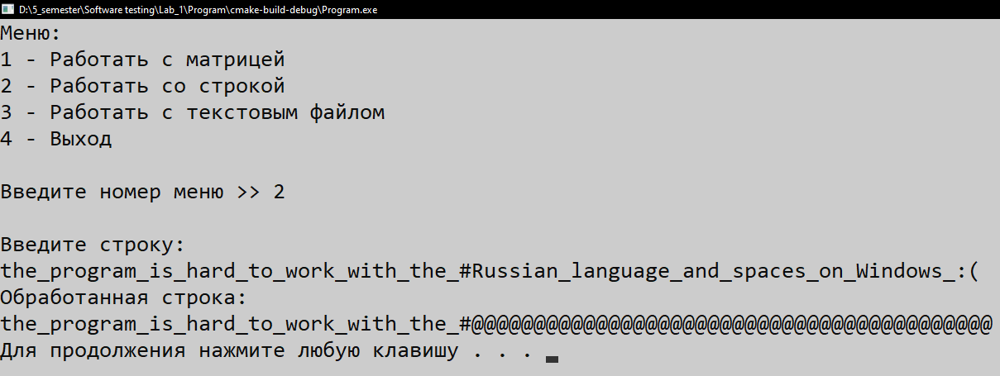 D:\5_semester\Software testing\Lab_1\Program\cmake-build-debug\Program.exe
Меню:
1 - Работать с матрицей
2 - Работать со строкой
3 - Работать с текстовым файлом
4 - Выход
Введите номер меню >> 2
Введите строку:
the_program_is_hard_to_work_with_the_#Russian_language_and_spaces_on_Windows_:(
Обработанная строка:
the_program_is_hard_to_work_with_the_#@@@@@@@@@@@@@@@@@@@@@@@@@@@@@@@@@@@@@@@@@@
Для продолжения нажмите любую клавишу . . .